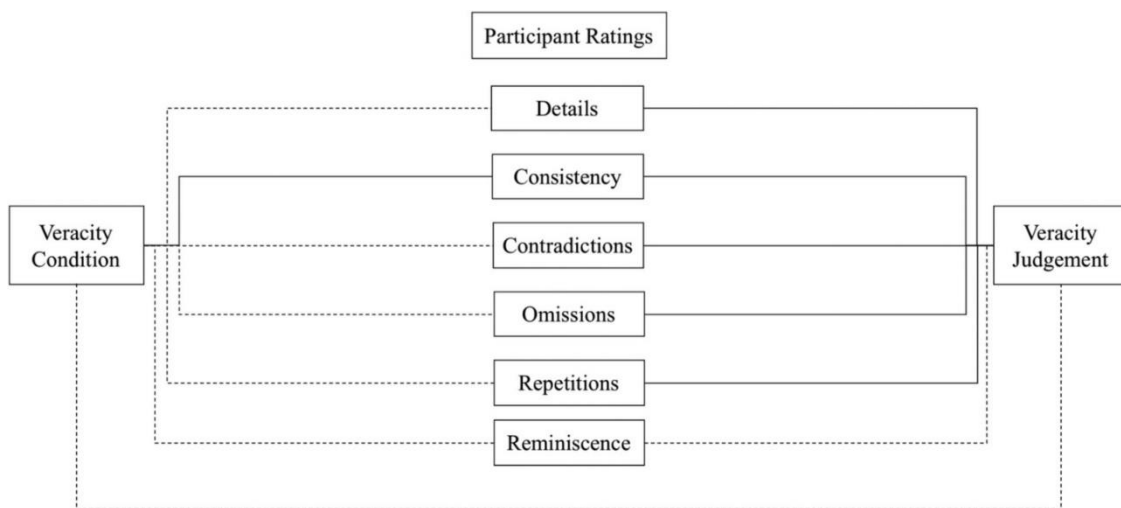 Participant Ratings
Details
Consistency
Veracity
Condition
Contradictions
Veracity
Judgement
Omissions
Repetitions
Reminiscence